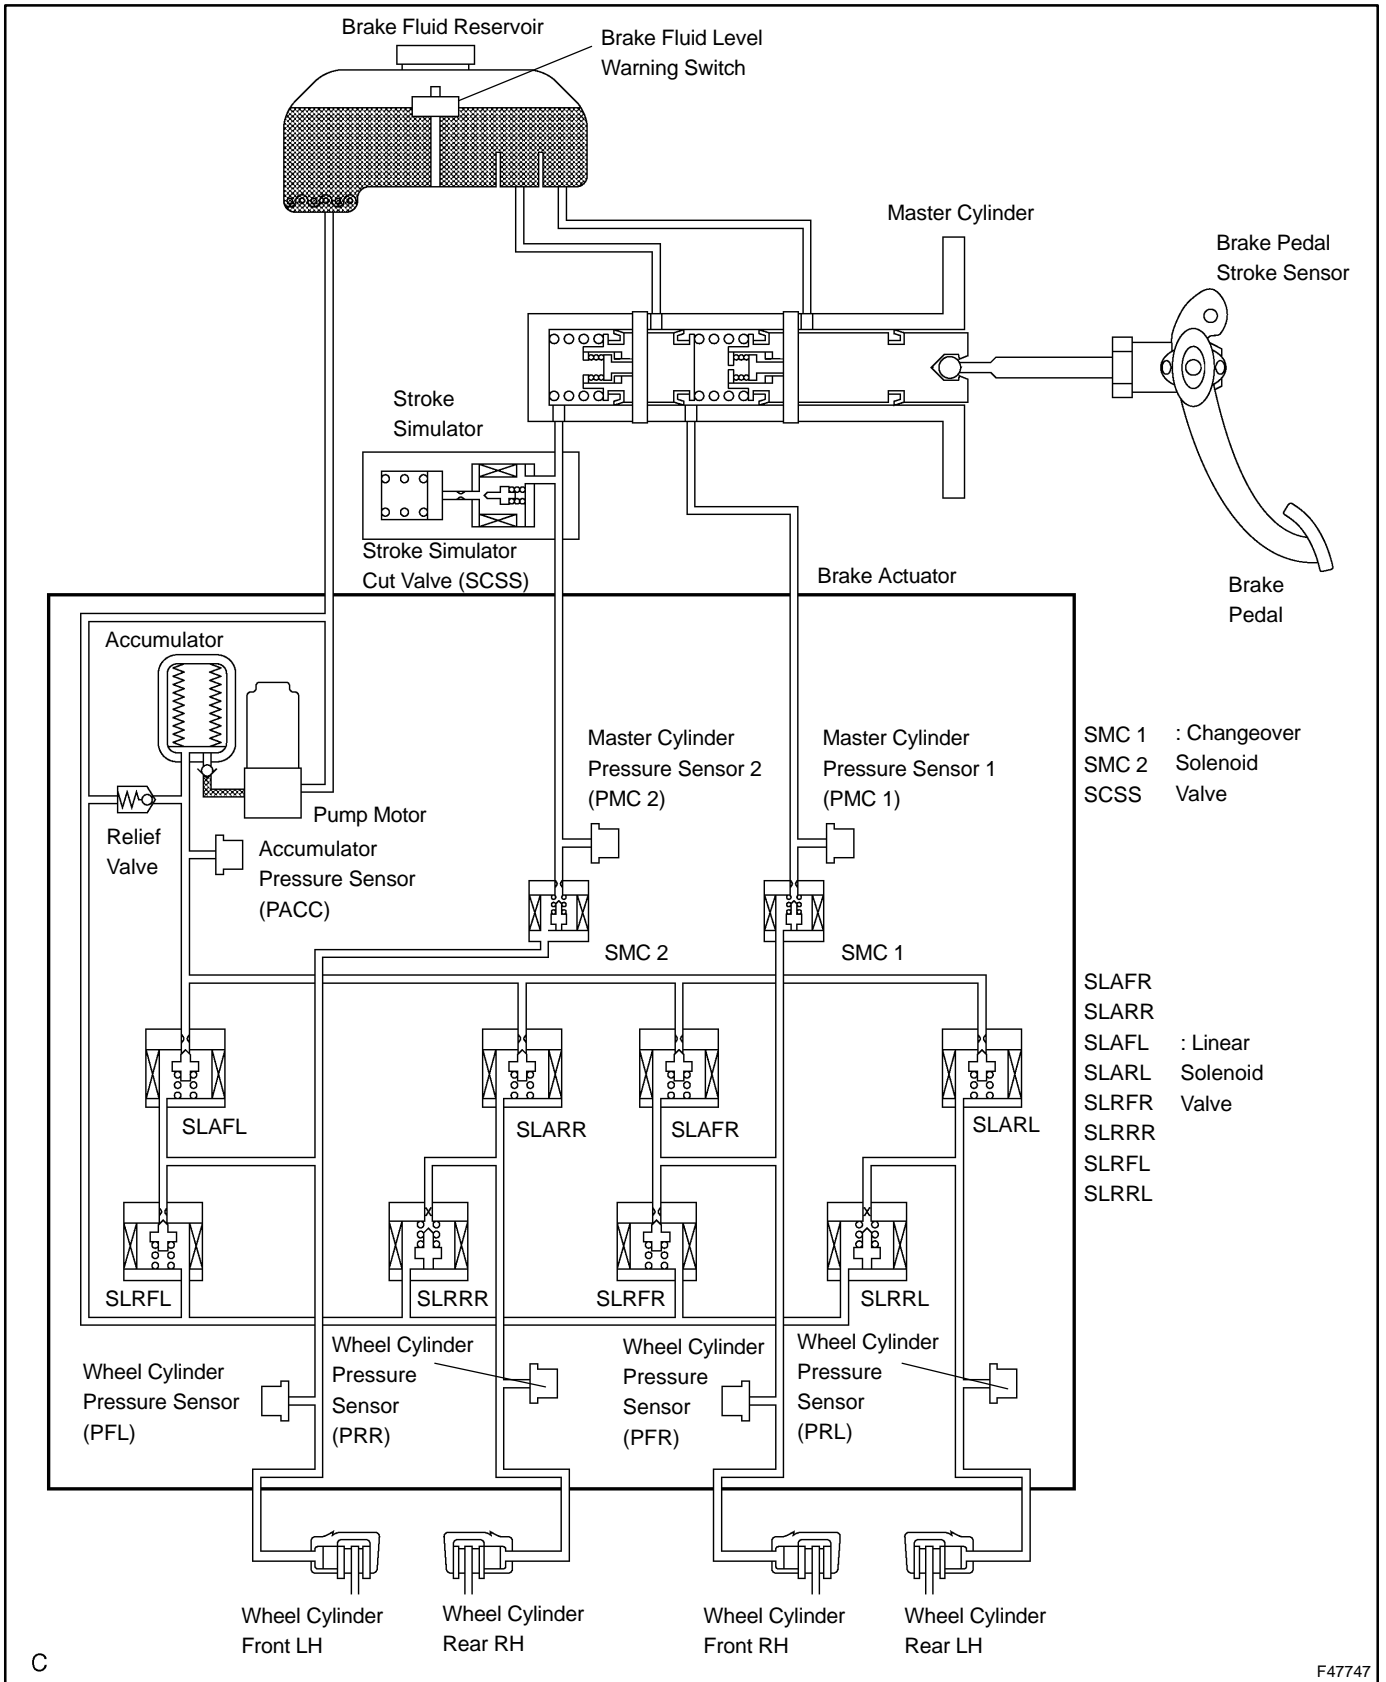 Brake Fluid Reservoir
Brake Fluid Level
Warning Switch
Master Cylinder
Brake Pedal
Stroke Sensor
Stroke
Simulator
Stroke Simulator
Cut Valve (SCSS)
Brake Actuator
Brake
Pedal
Accumulator
Pump Motor
Relief
Valve
Accumulator
Pressure Sensor
(PACC)
Master Cylinder
Pressure Sensor 2
(PMC 2)
Master Cylinder
Pressure Sensor 1
(PMC 1)
SMC 1 : Changeover
SMC 2 Solenoid
SCSS Valve
SMC 2
SMC 1
SLAFR
SLARR
SLAFL : Linear
SLARL Solenoid
SLRFR Valve
SLRRR
SLRFL
SLRRL
SLAFL
SLARR
SLAFR
SLARL
SLRFL
SLRRR
SLRFR
SLRRL
Wheel Cylinder
Pressure Sensor
(PFL)
Wheel Cylinder
Pressure
Sensor
(PRR)
Wheel Cylinder
Pressure
Sensor
(PFR)
Wheel Cylinder
Pressure
Sensor
(PRL)
Wheel Cylinder
Front LH
Wheel Cylinder
Rear RH
Wheel Cylinder
Front RH
Wheel Cylinder
Rear LH
C
F47747